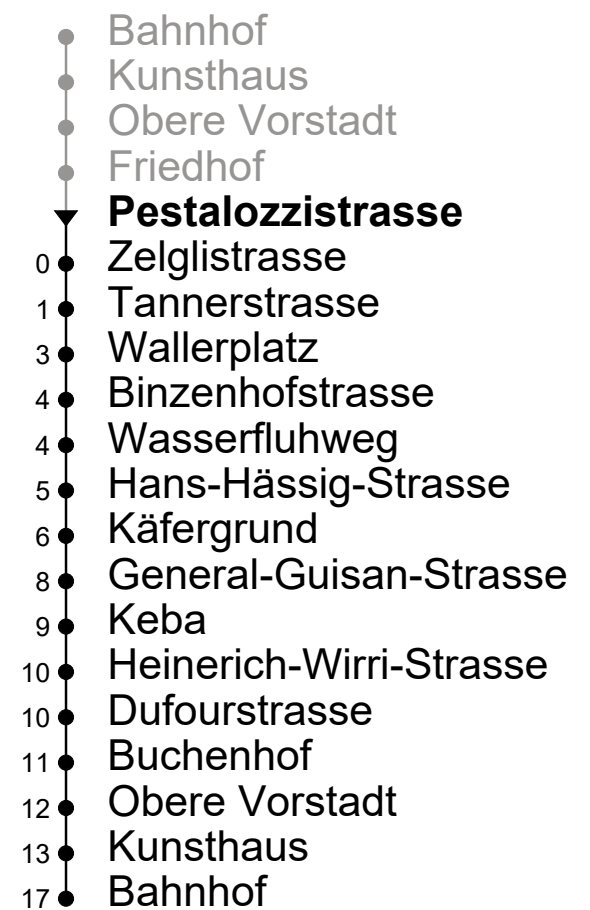 Bahnhof
Kunsthaus
Obere Vorstadt
Friedhof
Pestalozzistrasse
0 Zelglistrasse
1 Tannerstrasse
3 Wallerplatz
4 Binzenhofstrasse
4 Wasserfluhweg
5 Hans-Hässig-Strasse
6 Käfergrund
8 General-Guisan-Strasse
9 Keba
10 Heinerich-Wirri-Strasse
10 Dufourstrasse
11 Buchenhof
12 Obere Vorstadt
13 Kunsthaus
17 Bahnhof